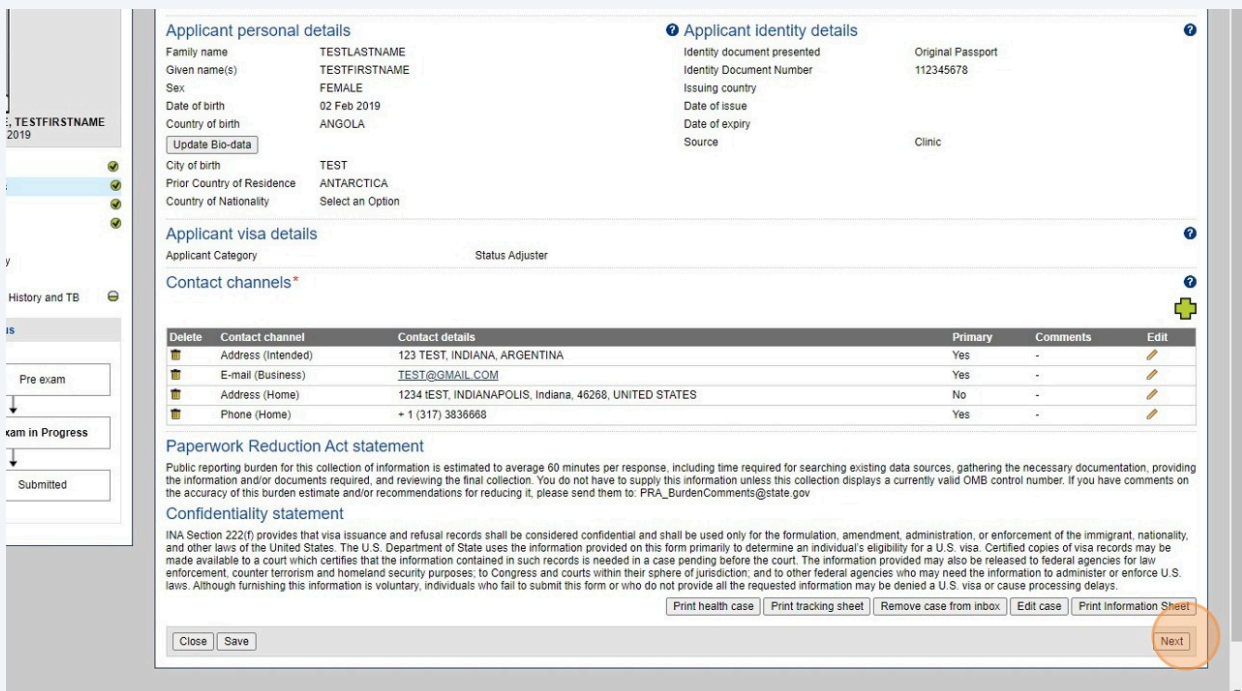 E, TESTFIRSTNAME
2019
History and TB
Pre exam
xam in Progress
Submitted
Applicant personal details
Family name TESTLASTNAME
Given name(s) TESTFIRSTNAME
Sex FEMALE
Date of birth 02 Feb 2019
Country of birth ANGOLA
Update Bio-data
City of birth TEST
Prior Country of Residence ANTARCTICA
Country of Nationality Select an Option
Applicant identity details
Identity document presented Original Passport
Identity Document Number 112345678
Issuing country
Date of issue
Date of expiry
Source Clinic
Applicant visa details
Applicant Category Status Adjuster
Contact channels*
Delete Contact channel Contact details Primary Comments Edit
Address (Intended) 123 TEST, INDIANA, ARGENTINA Yes -
E-mail (Business) TEST@GMAIL.COM Yes -
Address (Home) 1234 tEST, INDIANAPOLIS, Indiana, 46268, UNITED STATES No -
Phone (Home) + 1 (317) 3836668 Yes -
Paperwork Reduction Act statement
Public reporting burden for this collection of information is estimated to average 60 minutes per response, including time required for searching existing data sources, gathering the necessary documentation, providing
the information and/or documents required, and reviewing the final collection. You do not have to supply this information unless this collection displays a currently valid OMB control number. If you have comments on
the accuracy of this burden estimate and/or recommendations for reducing it, please send them to: PRA_BurdenComments@state.gov
Confidentiality statement
INA Section 222(f) provides that visa issuance and refusal records shall be considered confidential and shall be used only for the formulation, amendment, administration, or enforcement of the immigrant, nationality,
and other laws of the United States. The U.S. Department of State uses the information provided on this form primarily to determine an individual's eligibility for a U.S. visa. Certified copies of visa records may be
made available to a court which certifies that the information contained in such records is needed in a case pending before the court. The information provided may also be released to federal agencies for law
enforcement, counter terrorism and homeland security purposes; to Congress and courts within their sphere of jurisdiction; and to other federal agencies who may need the information to administer or enforce U.S.
laws. Although furnishing this information is voluntary, individuals who fail to submit this form or who do not provide all the requested information may be denied a U.S. visa or cause processing delays.
Print health case Print tracking sheet Remove case from inbox Edit case Print Information Sheet
Close Save Next